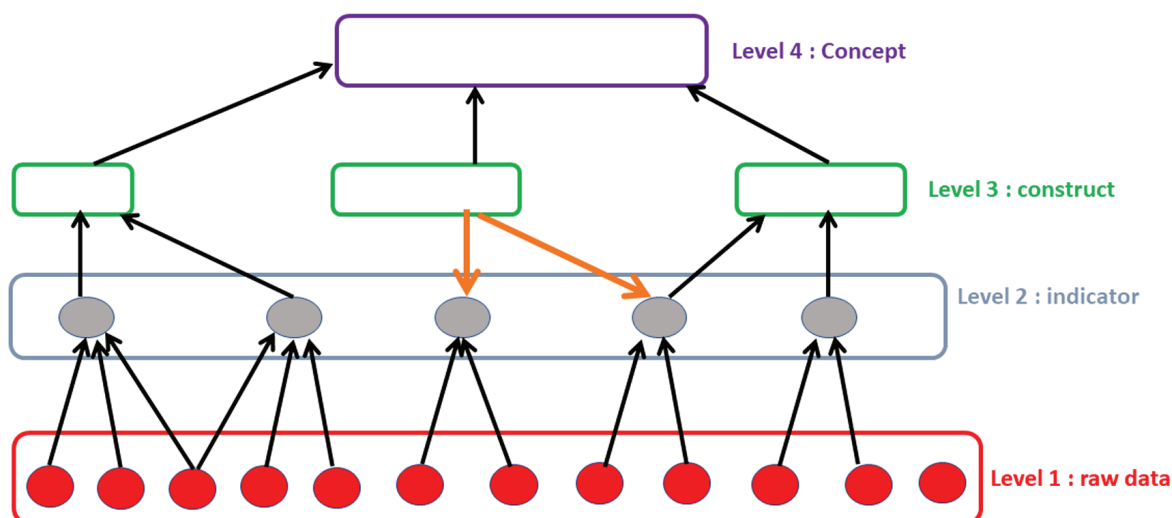 Level 4 : Concept
Level 3 : construct
Level 2 : indicator
Level 1 : raw data